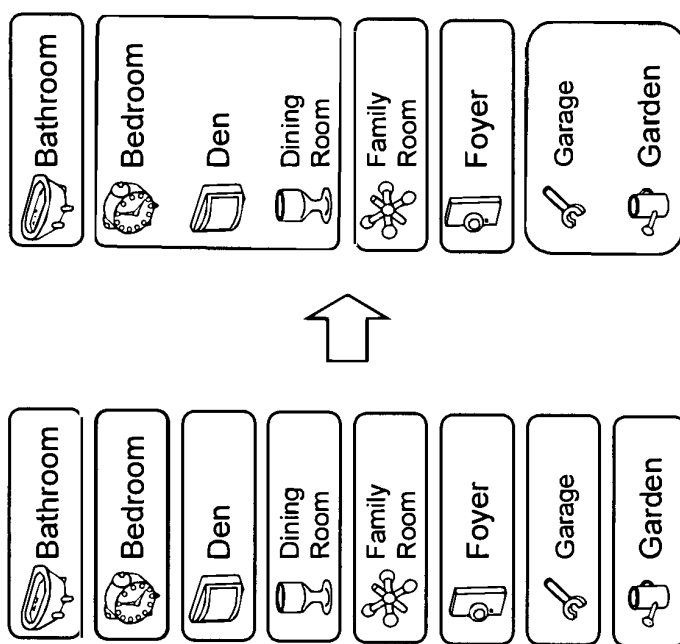 Bathroom
Bedroom
Den
Dining
Room
Family
Room
Foyer
Garage
Garden
Bathroom
Bedroom
Den
Dining
Room
Family
Room
Foyer
Garage
Garden